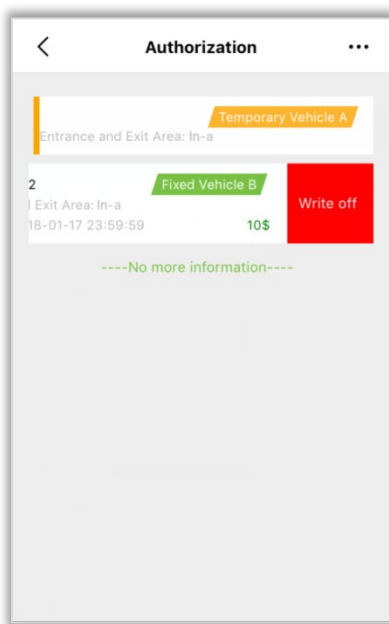 Authorization
Temporary Vehicle A
Entrance and Exit Area: In-a
2
Fixed Vehicle B
Exit Area: In-a
Write off
18-01-17 23:59:59
10$
----No more information----